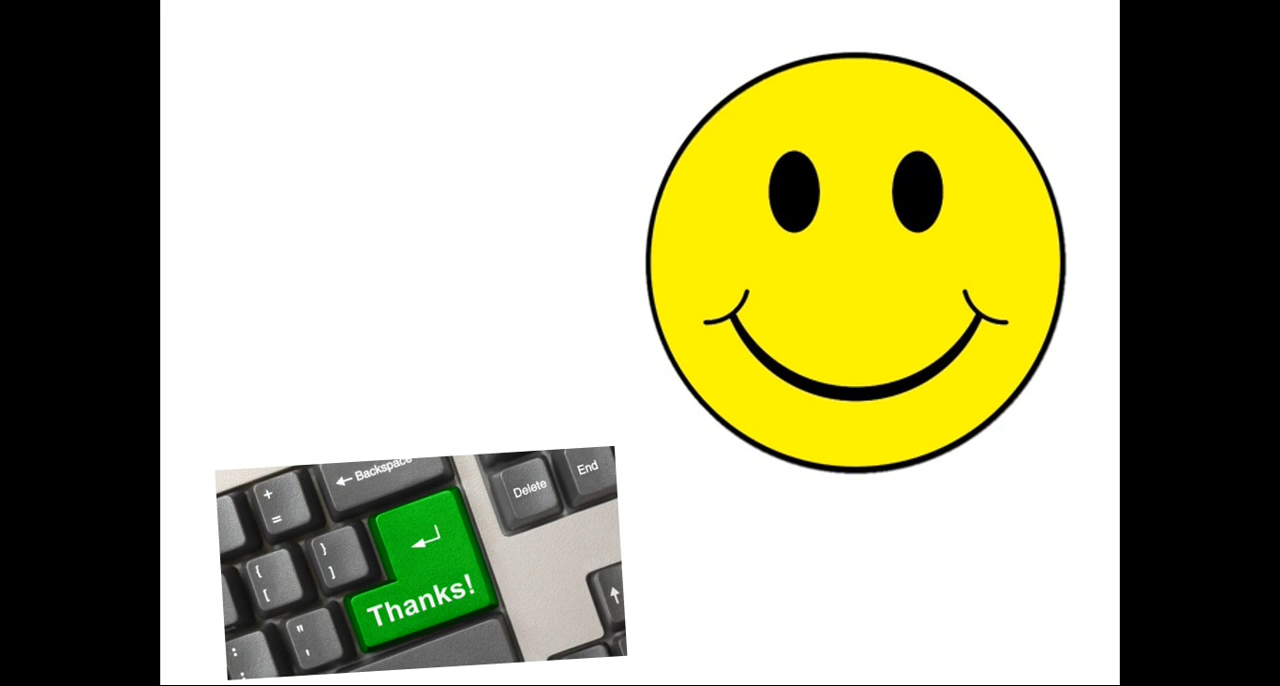 ← Backspace
End
Delete
+
=
}
]
{
[
Thanks!
"
'
:
;